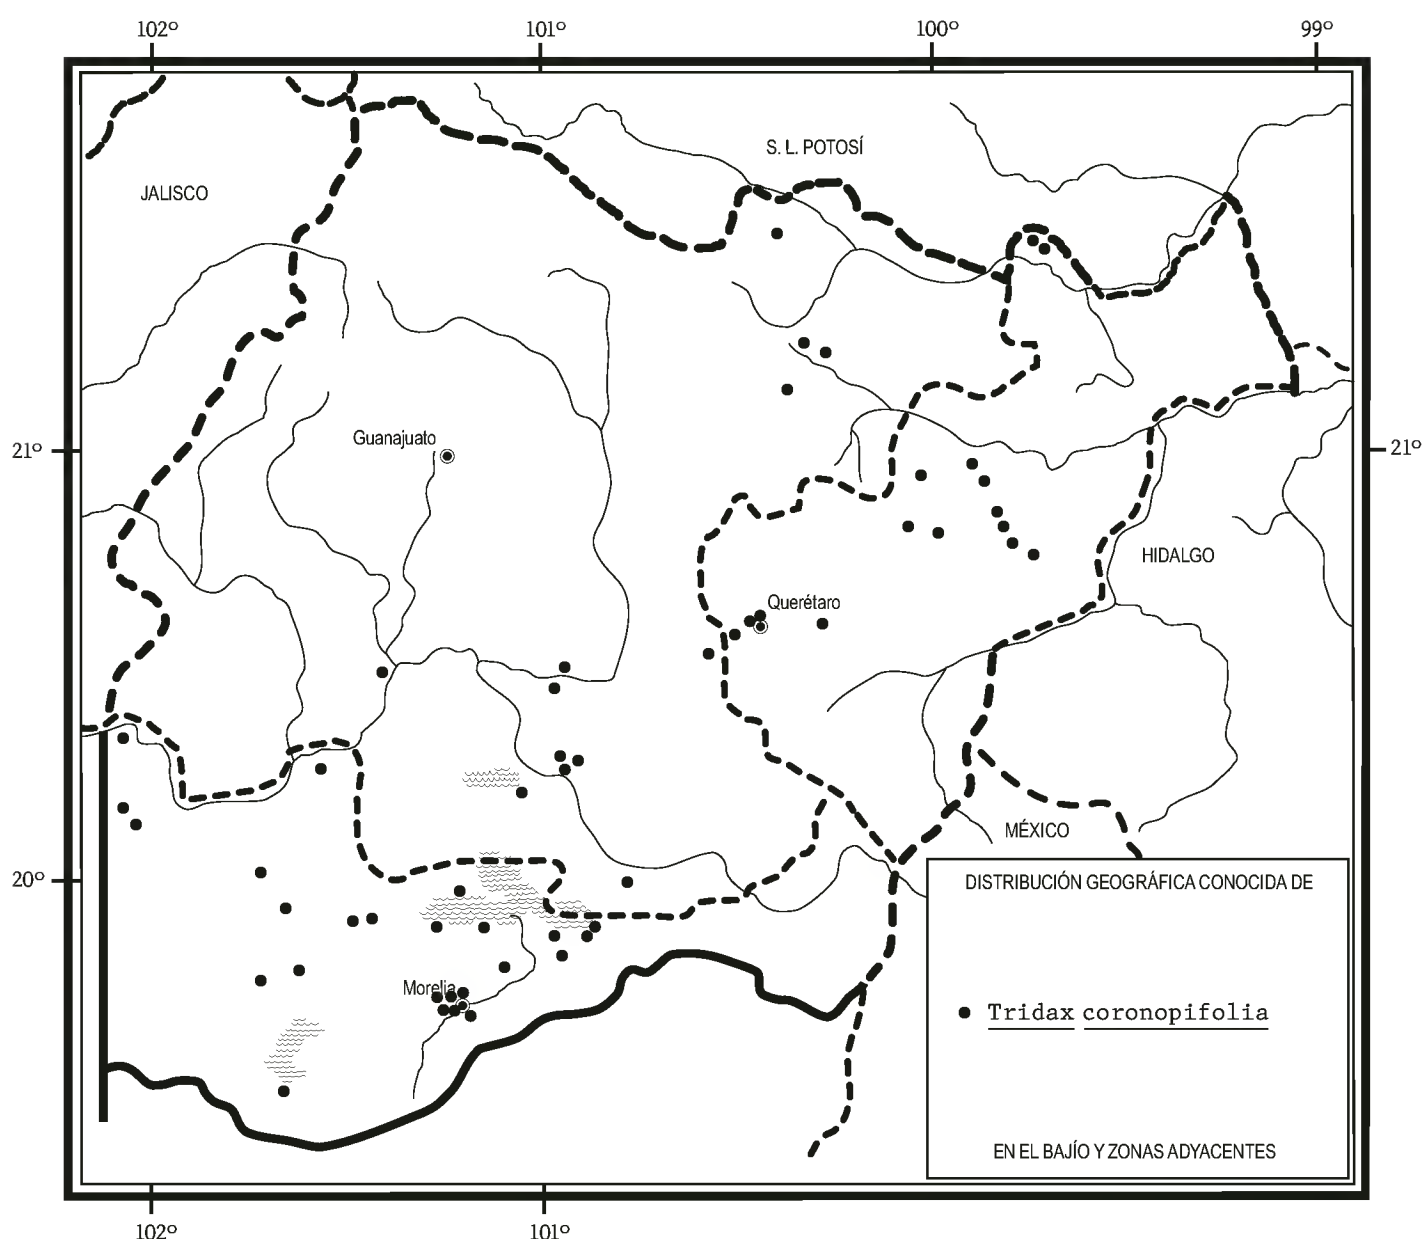 102º 101º 100º 99º
S. L. POTOSÍ
JALISCO
Guanajuato
21º 21º
HIDALGO
Querétaro
MÉXICO
20º
DISTRIBUCIÓN GEOGRÁFICA CONOCIDA DE
Morelia
Tridax coronopifolia
EN EL BAJÍO Y ZONAS ADYACENTES
102º 101º